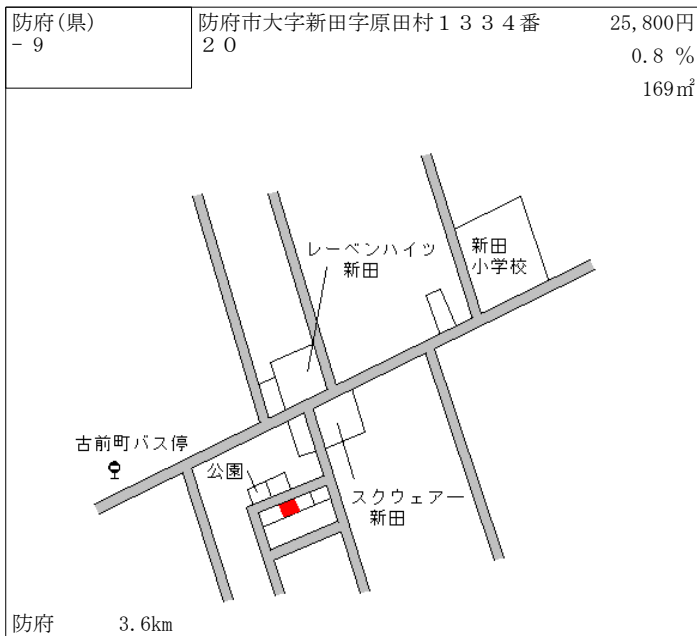 防府(県)
- 9
防府市大字新田字原田村１３３４番
２０
25,800円
0.8 %
169㎡
レーベンハイツ
新田
新田
小学校
古前町バス停
公園
スクウェアー
新田
防府 3.6km